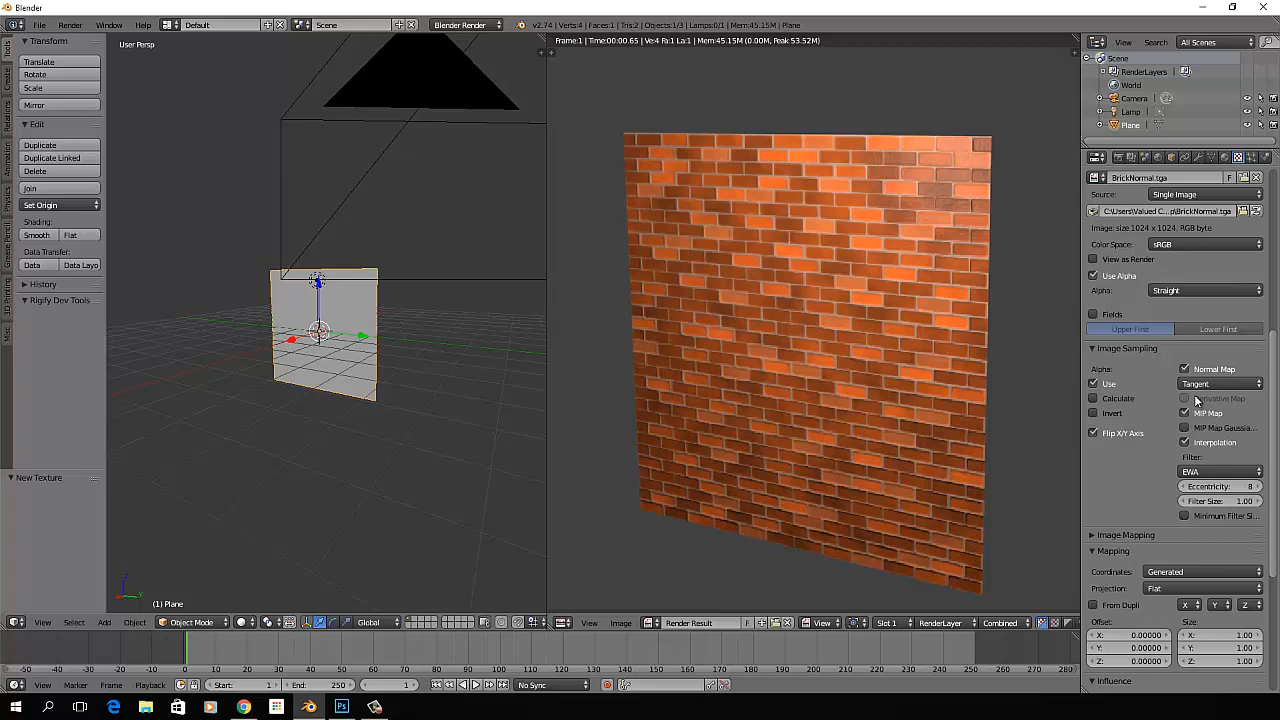 Blender
File Render Window Help Default Scene Blender Render v2.74 | Verts:4 | Faces:1 | Tris:2 | Objects:1/3 | Lamps:0/1 | Mem:45.15M | Plane
Transform
Translate
Rotate
Scale
Mirror
Edit
Duplicate
Duplicate Linked
Delete
Join
Set Origin
Shading:
Smooth Flat
Data Transfer:
Data Data Layo
History
Rigify Dev Tools
New Texture
Tools
Create
Relations
Animation
Physics
Grease Pencil
3D Printing
Misc
User Persp
(1) Plane
View Select Add Object Object Mode Global
Frame:1 | Time:00:00.65 | Ve:4 Fa:1 La:1 | Mem:45.15M (0.00M, Peak 53.52M)
View Image Render Result F View Slot 1 RenderLayer Combined
View Search All Scenes
Scene
RenderLayers
World
Camera
Lamp
Plane
BrickNormal.tga F
Source: Single Image
C:\Users\Valued C...p\BrickNormal.tga
Image: size 1024 x 1024, RGB byte
Color Space: sRGB
View as Render
Use Alpha
Alpha: Straight
Fields
Upper First Lower First
Image Sampling
Alpha: Normal Map
Use Tangent
Calculate
Invert MIP Map
MIP Map Gaussia...
Flip X/Y Axis Interpolation
Filter:
EWA
Eccentricity: 8
Filter Size: 1.00
Minimum Filter Si...
Image Mapping
Mapping
Coordinates: Generated
Projection: Flat
From Dupli X Y Z
Offset: Size:
X: 0.00000 X: 1.00
Y: 0.00000 Y: 1.00
Z: 0.00000 Z: 1.00
Influence
-50 -40 -30 -20 -10 0 10 20 30 40 50 60 70 80 90 100 110 120 130 140 150 160 170 180 190 200 210 220 230 240 250 260 270 280
View Marker Frame Playback Start: 1 End: 250 1 No Sync